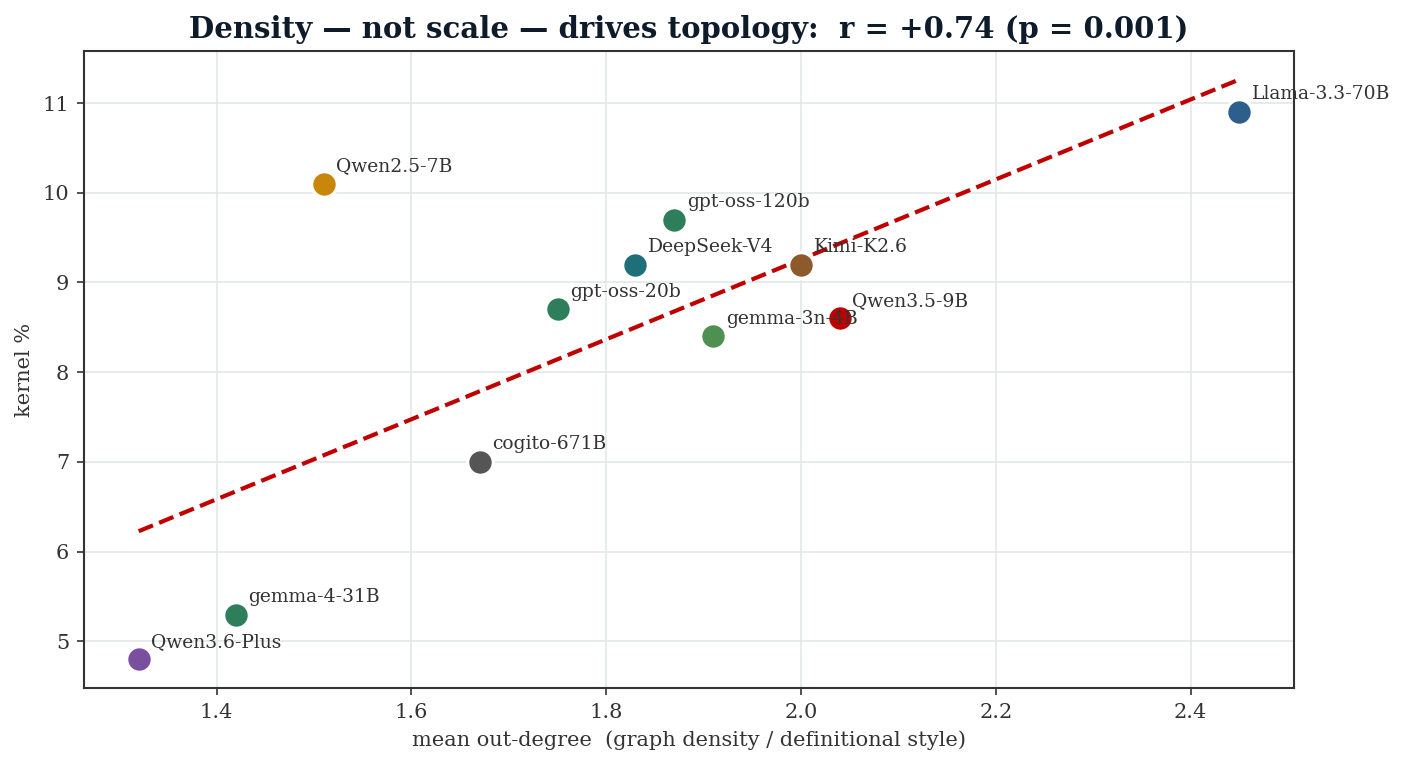 Density — not scale — drives topology:  r = +0.74 (p = 0.001)
11
10
9
8
7
6
5
kernel %
Llama-3.3-70B
Qwen2.5-7B
gpt-oss-120b
DeepSeek-V4
Kimi-K2.6
gpt-oss-20b
Qwen3.5-9B
gemma-3n-4B
cogito-671B
gemma-4-31B
Qwen3.6-Plus
1.4
1.6
1.8
2.0
2.2
2.4
mean out-degree  (graph density / definitional style)